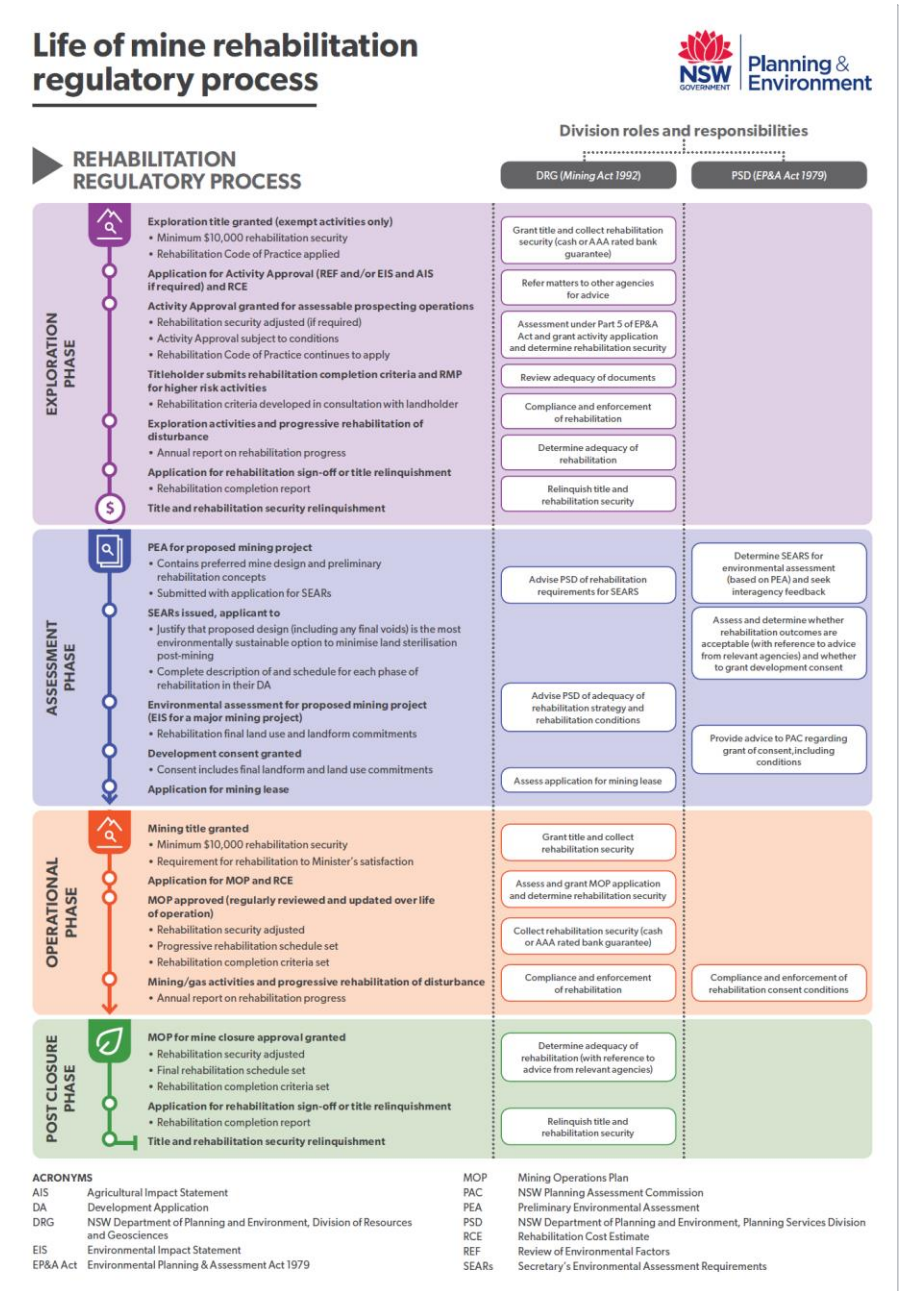 Life of mine rehabilitation
regulatory process
NSW
GOVERNMENT
Planning &
Environment
Division roles and responsibilities
REHABILITATION
REGULATORY PROCESS
DRG (Mining Act 1992)
PSD (EP&A Act 1979)
EXPLORATION
PHASE
Exploration title granted (exempt activities only)
• Minimum $10,000 rehabilitation security
• Rehabilitation Code of Practice applied
Application for Activity Approval (REF and/or EIS and AIS
if required) and RCE
Activity Approval granted for assessable prospecting operations
• Rehabilitation security adjusted (if required)
• Activity Approval subject to conditions
• Rehabilitation Code of Practice continues to apply
Titleholder submits rehabilitation completion criteria and RMP
for higher risk activities
• Rehabilitation criteria developed in consultation with landholder
Exploration activities and progressive rehabilitation of
disturbance
• Annual report on rehabilitation progress
Application for rehabilitation sign-off or title relinquishment
• Rehabilitation completion report
$
Title and rehabilitation security relinquishment
Grant title and collect rehabilitation
security (cash or AAA rated bank
guarantee)
Refer matters to other agencies
for advice
Assessment under Part 5 of EP&A
Act and grant activity application
and determine rehabilitation security
Review adequacy of documents
Compliance and enforcement
of rehabilitation
Determine adequacy of
rehabilitation
Relinquish title and
rehabilitation security
ASSESSMENT
PHASE
PEA for proposed mining project
• Contains preferred mine design and preliminary
rehabilitation concepts
• Submitted with application for SEARs
SEARs issued, applicant to
• Justify that proposed design (including any final voids) is the most
environmentally sustainable option to minimise land sterilisation
post-mining
• Complete description of and schedule for each phase of
rehabilitation in their DA
Environmental assessment for proposed mining project
(EIS for a major mining project)
• Rehabilitation final land use and landform commitments
Development consent granted
• Consent includes final landform and land use commitments
Application for mining lease
Advise PSD of rehabilitation
requirements for SEARS
Advise PSD of adequacy of
rehabilitation strategy and
rehabilitation conditions
Assess application for mining lease
Determine SEARS for
environmental assessment
(based on PEA) and seek
interagency feedback
Assess and determine whether
rehabilitation outcomes are
acceptable (with reference to advice
from relevant agencies) and whether
to grant development consent
Provide advice to PAC regarding
grant of consent,including
conditions
OPERATIONAL
PHASE
Mining title granted
• Minimum $10,000 rehabilitation security
• Requirement for rehabilitation to Minister's satisfaction
Application for MOP and RCE
MOP approved (regularly reviewed and updated over life
of operation)
• Rehabilitation security adjusted
• Progressive rehabilitation schedule set
• Rehabilitation completion criteria set
Mining/gas activities and progressive rehabilitation of disturbance
• Annual report on rehabilitation progress
Grant title and collect
rehabilitation security
Assess and grant MOP application
and determine rehabilitation security
Collect rehabilitation security (cash
or AAA rated bank guarantee)
Compliance and enforcement
of rehabilitation
Compliance and enforcement of
rehabilitation consent conditions
POST CLOSURE
PHASE
MOP for mine closure approval granted
• Rehabilitation security adjusted
• Final rehabilitation schedule set
• Rehabilitation completion criteria set
Application for rehabilitation sign-off or title relinquishment
• Rehabilitation completion report
Title and rehabilitation security relinquishment
Determine adequacy of
rehabilitation (with reference to
advice from relevant agencies)
Relinquish title and
rehabilitation security
ACRONYMS
AIS Agricultural Impact Statement
DA Development Application
DRG NSW Department of Planning and Environment, Division of Resources
and Geosciences
EIS Environmental Impact Statement
EP&A Act Environmental Planning & Assessment Act 1979
MOP Mining Operations Plan
PAC NSW Planning Assessment Commission
PEA Preliminary Environmental Assessment
PSD NSW Department of Planning and Environment, Planning Services Division
RCE Rehabilitation Cost Estimate
REF Review of Environmental Factors
SEARs Secretary's Environmental Assessment Requirements